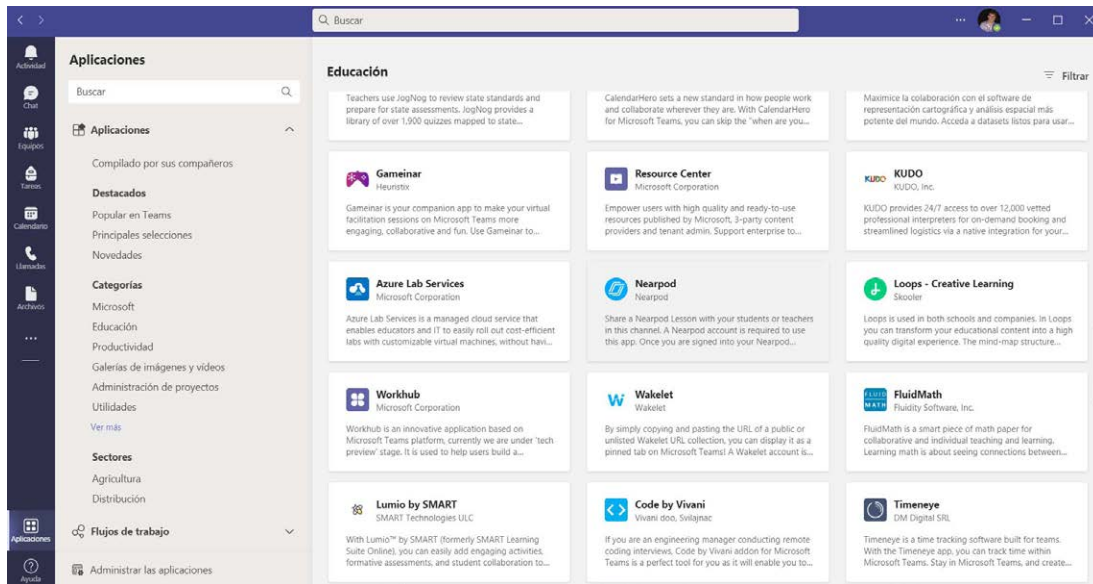 Buscar
Actividad
Chat
Equipos
Tareas
Calendario
Llamadas
Archivos
Aplicaciones
Ayuda
Aplicaciones
Buscar
Aplicaciones
Compilado por sus compañeros
Destacados
Popular en Teams
Principales selecciones
Novedades
Categorías
Microsoft
Educación
Productividad
Galerías de imágenes y vídeos
Administración de proyectos
Utilidades
Ver más
Sectores
Agricultura
Distribución
Flujos de trabajo
Administrar las aplicaciones
Educación
Filtrar
Teachers use JogNog to review state standards and
prepare for state assessments. JogNog provides a
library of over 1,900 quizzes mapped to state...
CalendarHero sets a new standard in how people work
and collaborate wherever they are. With CalendarHero
for Microsoft Teams, you can skip the "when are you...
Maximice la colaboración con el software de
representación cartográfica y análisis espacial más
potente del mundo. Acceda a datasets listos para usar...
Gameinar
Heuristix
Gameinar is your companion app to make your virtual
facilitation sessions on Microsoft Teams more
engaging, collaborative and fun. Use Gameinar to...
Resource Center
Microsoft Corporation
Empower users with high quality and ready-to-use
resources published by Microsoft, 3-party content
providers and tenant admin. Support enterprise to...
KUDO
KUDO
KUDO, Inc.
KUDO provides 24/7 access to over 12,000 vetted
professional interpreters for on-demand booking and
streamlined logistics via a native integration for your...
Azure Lab Services
Microsoft Corporation
Azure Lab Services is a managed cloud service that
enables educators and IT to easily roll out cost-efficient
labs with customizable virtual machines, without havi...
Nearpod
Nearpod
Share a Nearpod Lesson with your students or teachers
in this channel. A Nearpod account is required to use
this app. Once you are signed into your Nearpod...
Loops - Creative Learning
Skooler
Loops is used in both schools and companies. In Loops
you can transform your educational content into a high
quality digital experience. The mind-map structure...
Workhub
Microsoft Corporation
Workhub is an innovative application based on
Microsoft Teams platform, currently we are under 'tech
preview' stage. It is used to help users build a...
W
Wakelet
Wakelet
By simply copying and pasting the URL of a public or
unlisted Wakelet URL collection, you can display it as a
pinned tab on Microsoft Teams! A Wakelet account is...
FLUID
MATH
FluidMath
Fluidity Software, Inc.
FluidMath is a smart piece of math paper for
collaborative and individual teaching and learning.
Learning math is about seeing connections between...
Lumio by SMART
SMART Technologies ULC
With Lumio™ by SMART (formerly SMART Learning
Suite Online), you can easily add engaging activities,
formative assessments, and student collaboration to...
Code by Vivani
Vivani doo, Svilajnac
If you are an engineering manager conducting remote
coding interviews, Code by Vivani addon for Microsoft
Teams is a perfect tool for you as it will enable you to...
Timeneye
DM Digital SRL
Timeneye is a time tracking software built for teams.
With the Timeneye app, you can track time within
Microsoft Teams. Stay in Microsoft Teams, and create...